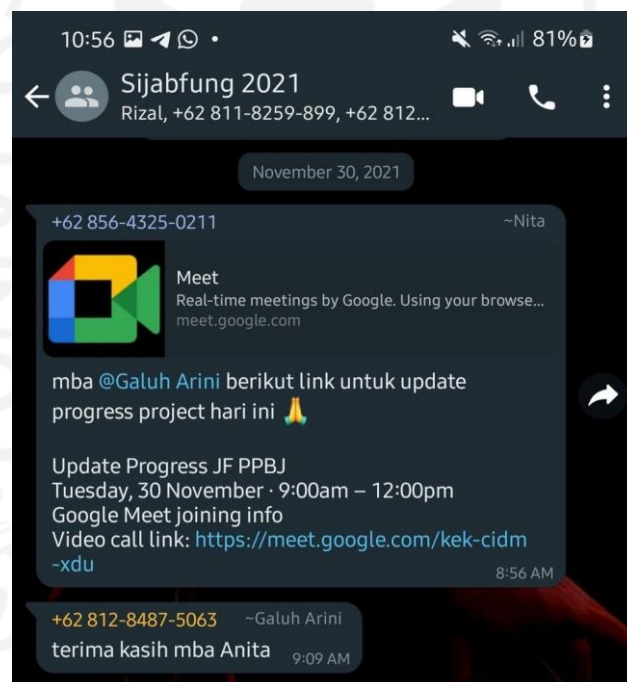 10:56
81%
Sijabfung 2021
Rizal, +62 811-8259-899, +62 812...
November 30, 2021
+62 856-4325-0211 ~Nita
Meet
Real-time meetings by Google. Using your browse...
meet.google.com
mba @Galuh Arini berikut link untuk update
progress project hari ini 🙏
Update Progress JF PPBJ
Tuesday, 30 November · 9:00am – 12:00pm
Google Meet joining info
Video call link: https://meet.google.com/kek-cidm
-xdu
8:56 AM
+62 812-8487-5063 ~Galuh Arini
terima kasih mba Anita 9:09 AM